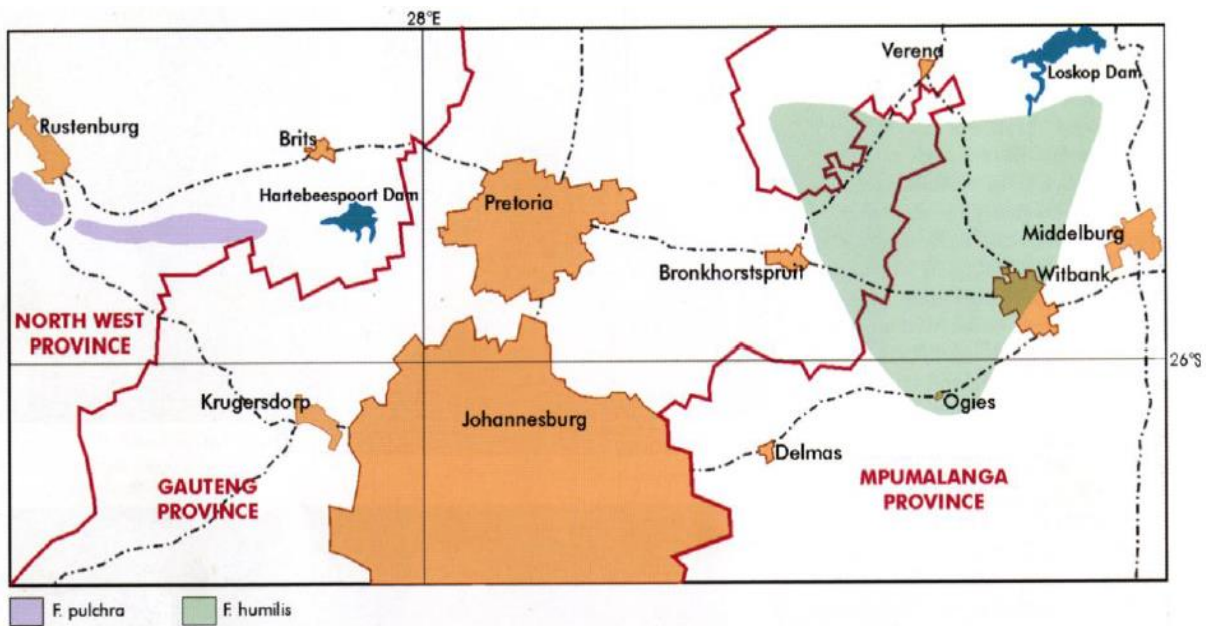 28°E
Verena
Loskop Dam
Rustenburg
Brits
Hartebeespoort Dam
Pretoria
Middelburg
Bronkhorstspruit
Witbank
NORTH WEST
PROVINCE
26°S
Krugersdorp
Johannesburg
Ogies
Delmas
GAUTENG
PROVINCE
MPUMALANGA
PROVINCE
F. pulchra
F. humilis